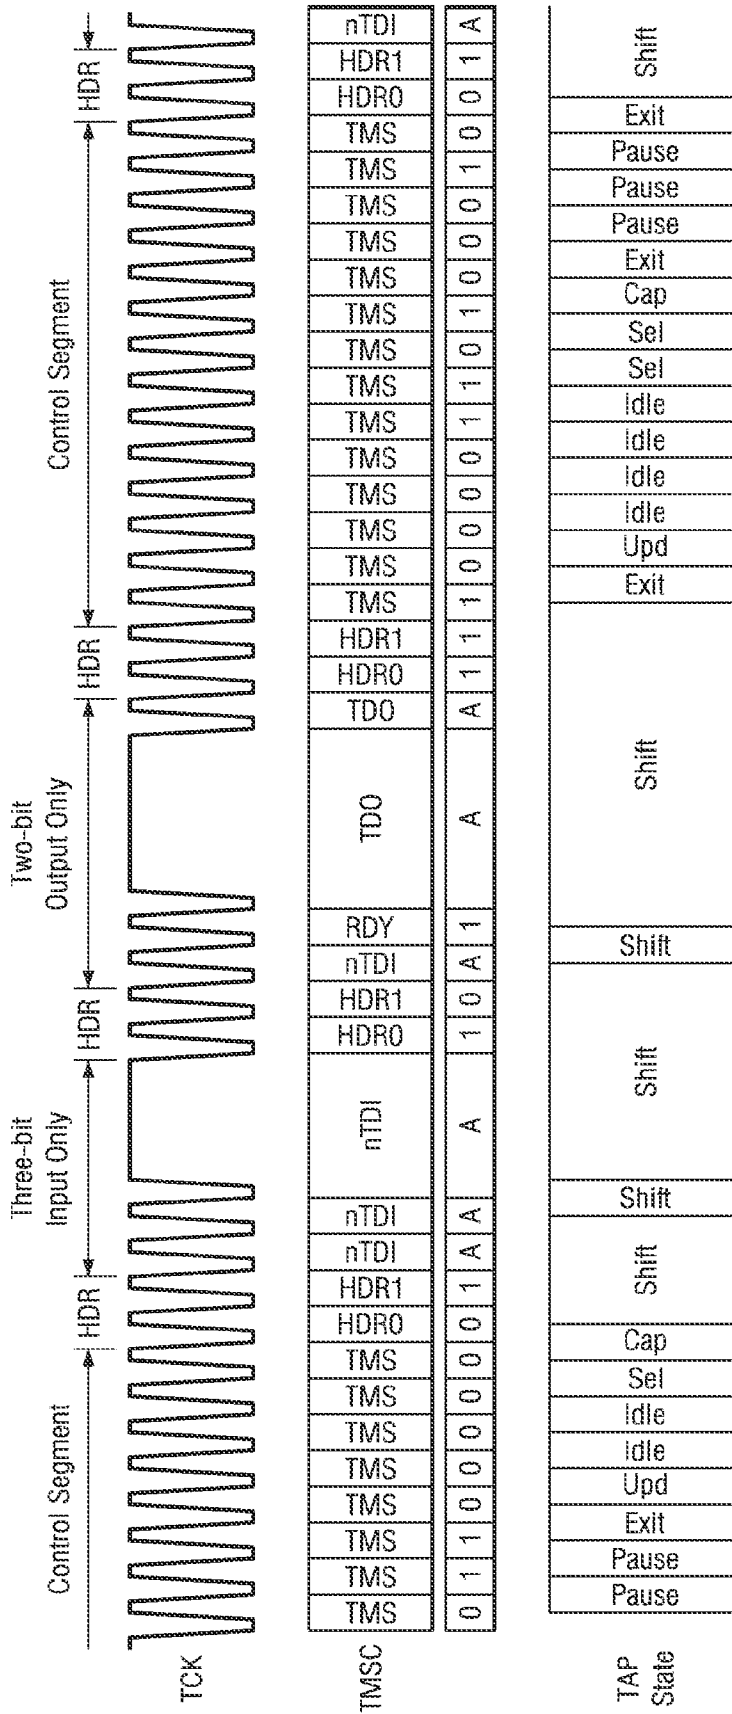 Control Segment
HDR
Three-bit
Input Only
HDR
Two-bit
Output Only
HDR
Control Segment
HDR
TCK
TMSC TMS TMS TMS TMS TMS TMS TMS TMS HDR0 HDR1 nTDI nTDI nTDI HDR0 HDR1 nTDI RDY TDO TDO HDR0 HDR1 TMS TMS TMS TMS TMS TMS TMS TMS TMS TMS TMS TMS TMS TMS HDR0 HDR1 nTDI
0 1 1 0 0 0 0 0 0 1 A A A 1 0 A 1 A A 1 1 1 0 0 0 0 1 1 0 1 0 0 0 1 0 0 1 A
TAP
State
Pause Pause Exit Upd Idle Idle Sel Cap Shift Shift Shift Shift Shift Exit Upd Idle Idle Idle Idle Sel Sel Cap Exit Pause Pause Pause Exit Shift